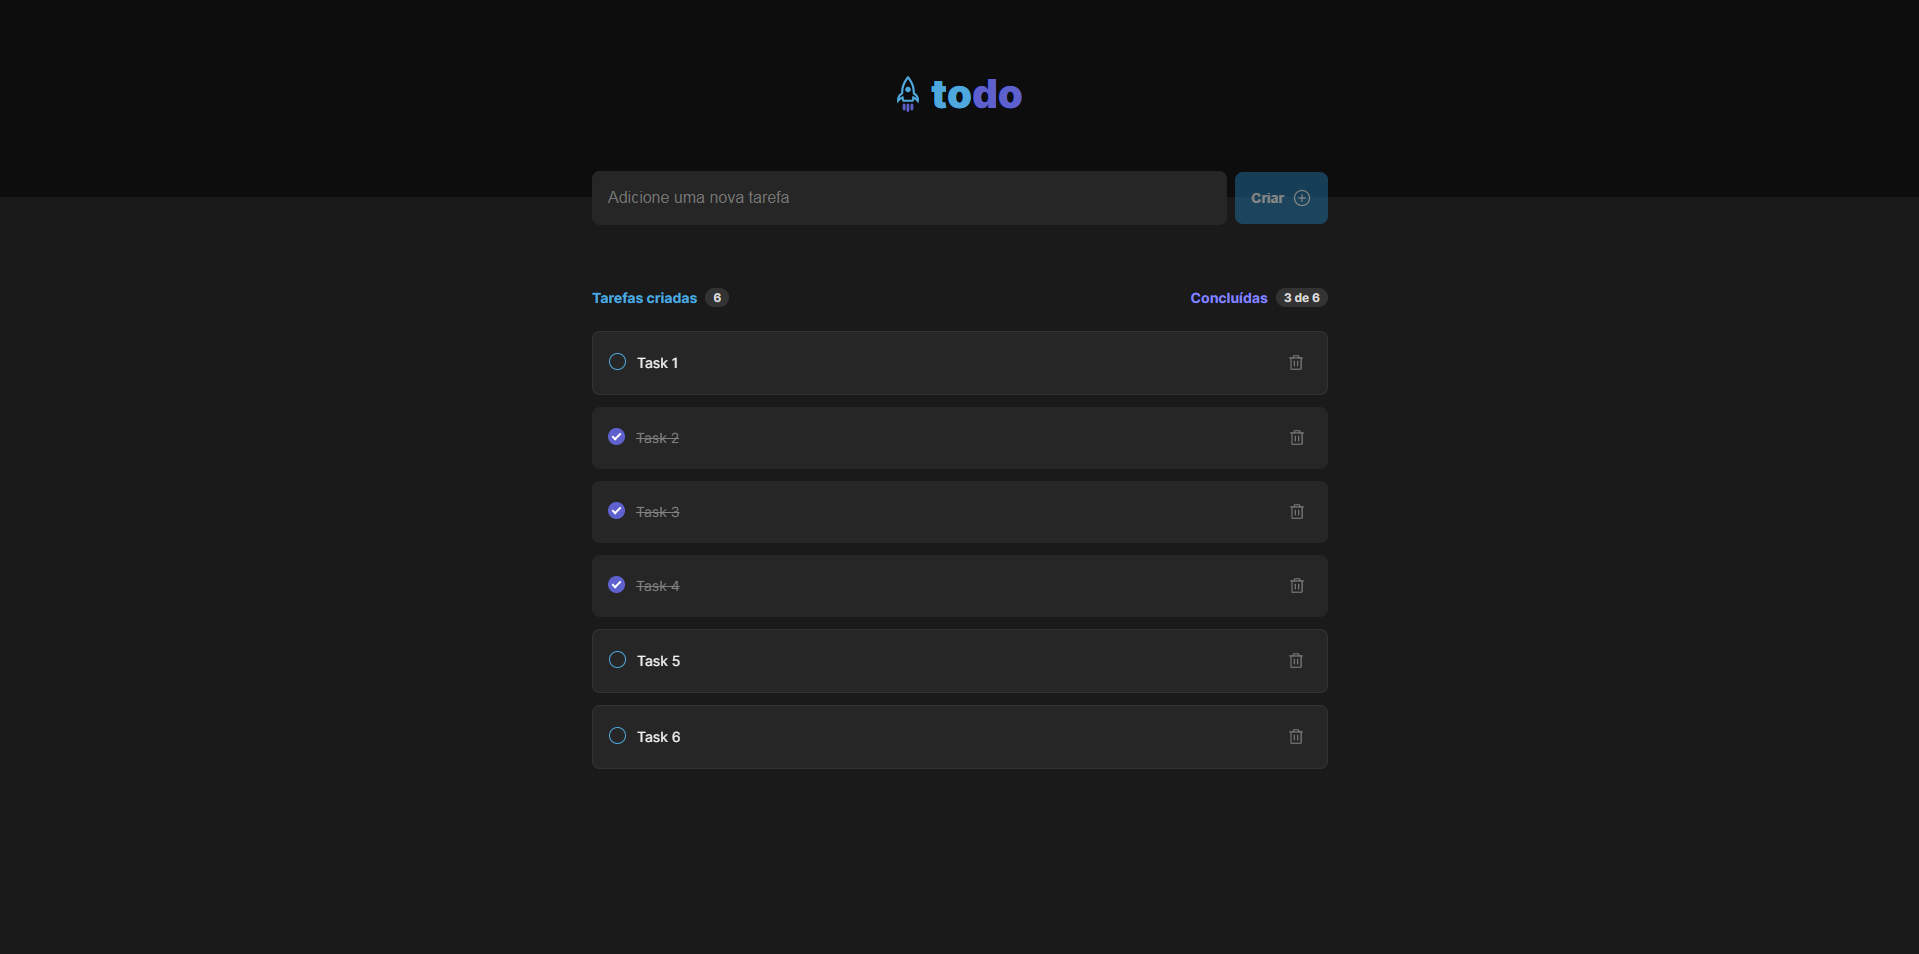 todo
Adicione uma nova tarefa
Criar
Tarefas criadas 6
Concluídas 3 de 6
Task 1
Task 2
Task 3
Task 4
Task 5
Task 6